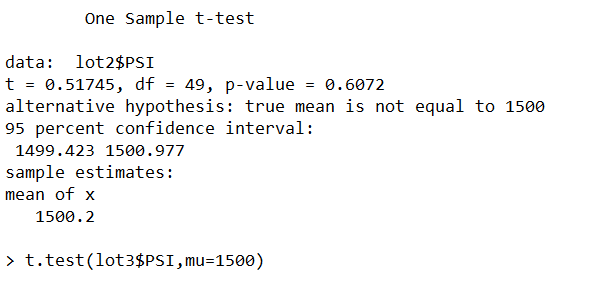 One Sample t-test
data:  lot2$PSI
t = 0.51745, df = 49, p-value = 0.6072
alternative hypothesis: true mean is not equal to 1500
95 percent confidence interval:
 1499.423 1500.977
sample estimates:
mean of x
   1500.2
> t.test(lot3$PSI,mu=1500)